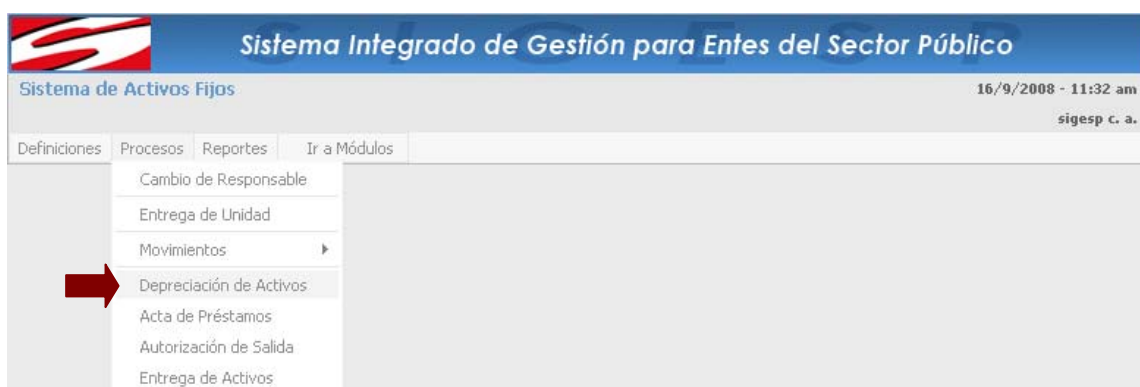 S I G E S P
Sistema Integrado de Gestión para Entes del Sector Público
Sistema de Activos Fijos
16/9/2008 - 11:32 am
sigesp c. a.
Definiciones Procesos Reportes Ir a Módulos
Cambio de Responsable
Entrega de Unidad
Movimientos
Depreciación de Activos
Acta de Préstamos
Autorización de Salida
Entrega de Activos